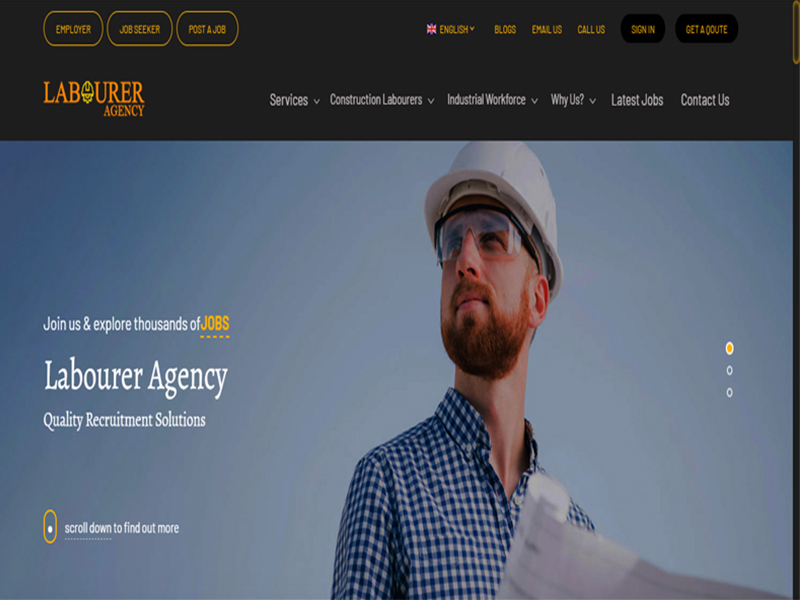 EMPLOYER JOB SEEKER POST A JOB ENGLISH BLOGS EMAIL US CALL US SIGN IN GET A QOUTE
LABOURER
AGENCY
Services Construction Labourers Industrial Workforce Why Us? Latest Jobs Contact Us
Join us & explore thousands of JOBS
Labourer Agency
Quality Recruitment Solutions
scroll down to find out more